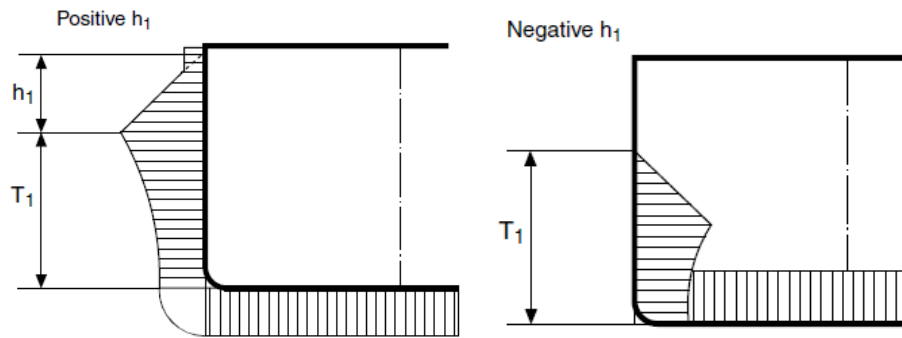 Positive h₁
Negative h₁
h₁
T₁
T₁